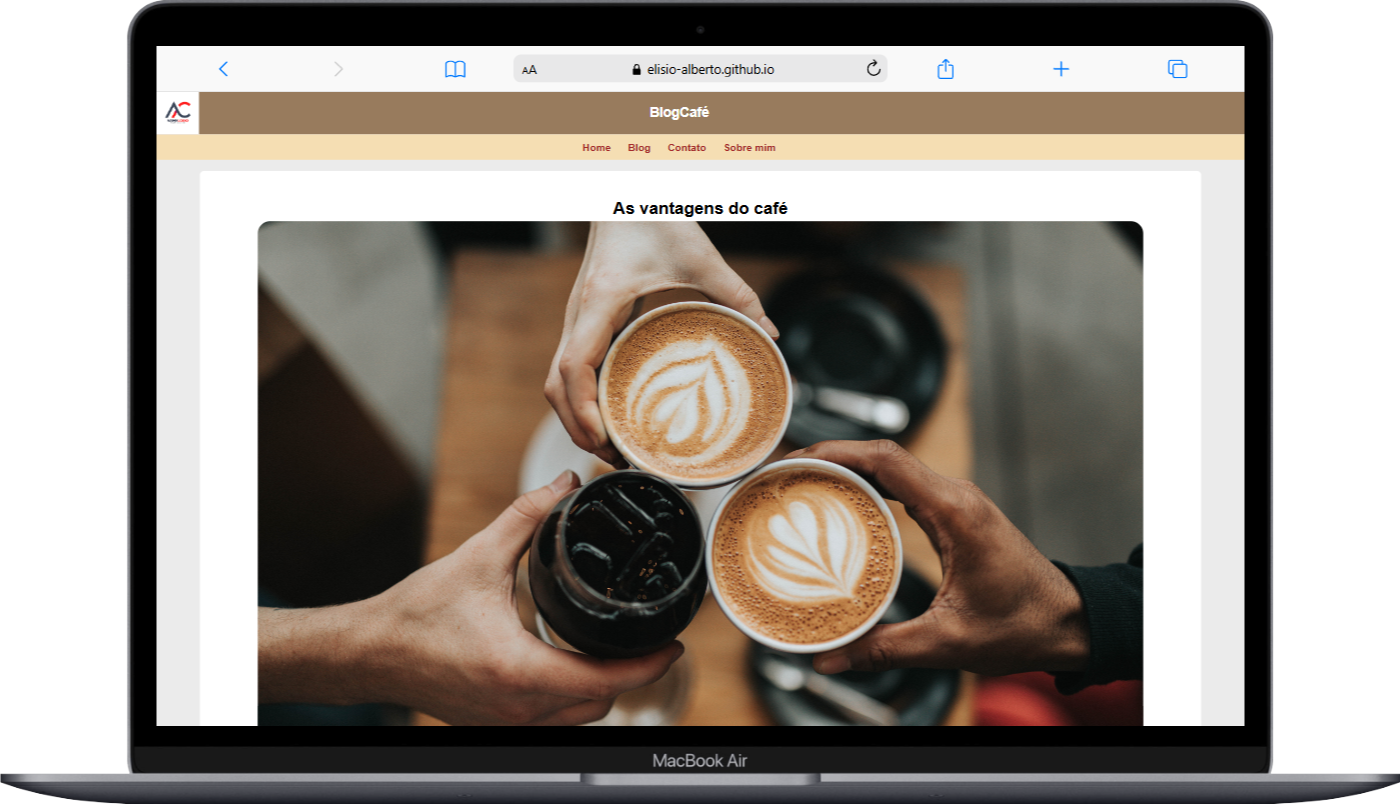 AA
elisio-alberto.github.io
AC
BlogCafé
Home Blog Contato Sobre mim
As vantagens do café
MacBook Air